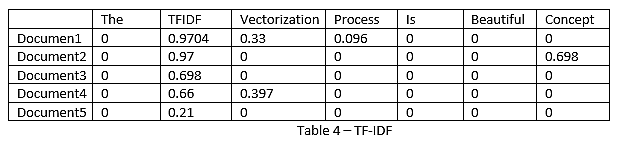 The TFIDF Vectorization Process Is Beautiful Concept
Documen1 0 0.9704 0.33 0.096 0 0 0
Document2 0 0.97 0 0 0 0 0.698
Document3 0 0.698 0 0 0 0 0
Document4 0 0.66 0.397 0 0 0 0
Document5 0 0.21 0 0 0 0 0
Table 4 – TF-IDF